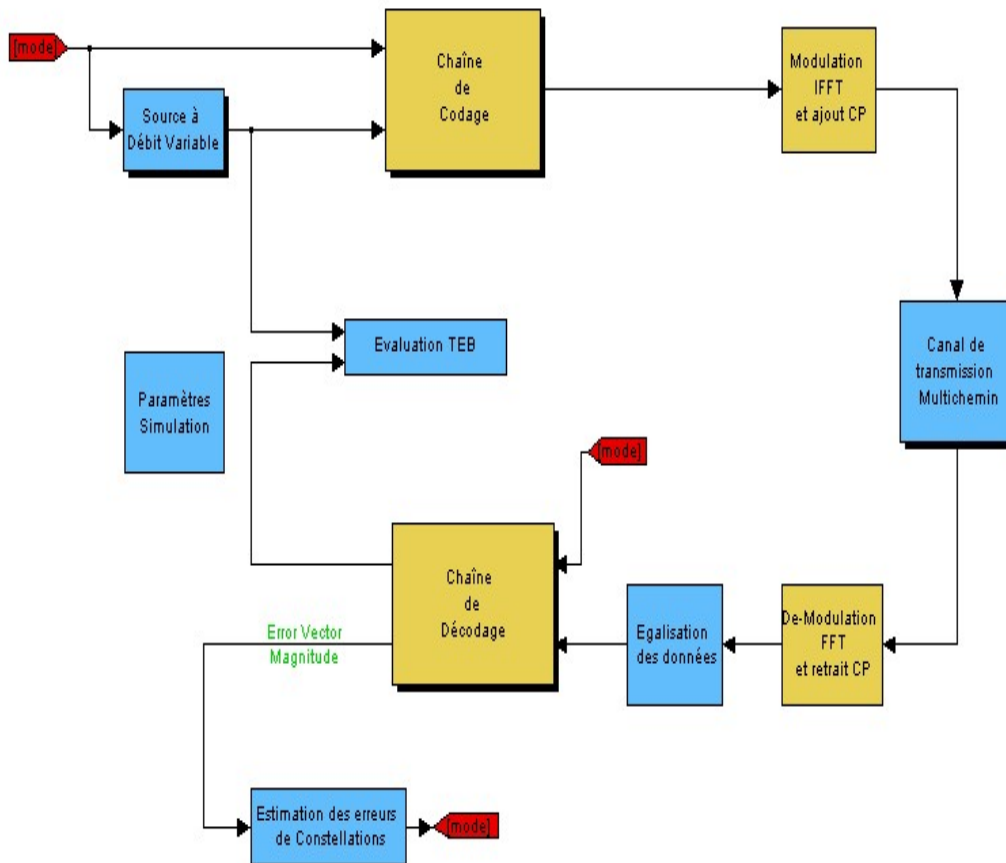 [mode]
Chaîne
de
Codage
Modulation
IFFT
et ajout CP
Source à
Débit Variable
Evaluation TEB
Canal de
transmission
Multichemin
Paramètres
Simulation
[mode]
Chaîne
de
Décodage
Egalisation
des données
De-Modulation
FFT
et retrait CP
Error Vector
Magnitude
Estimation des erreurs
de Constellations
[mode]